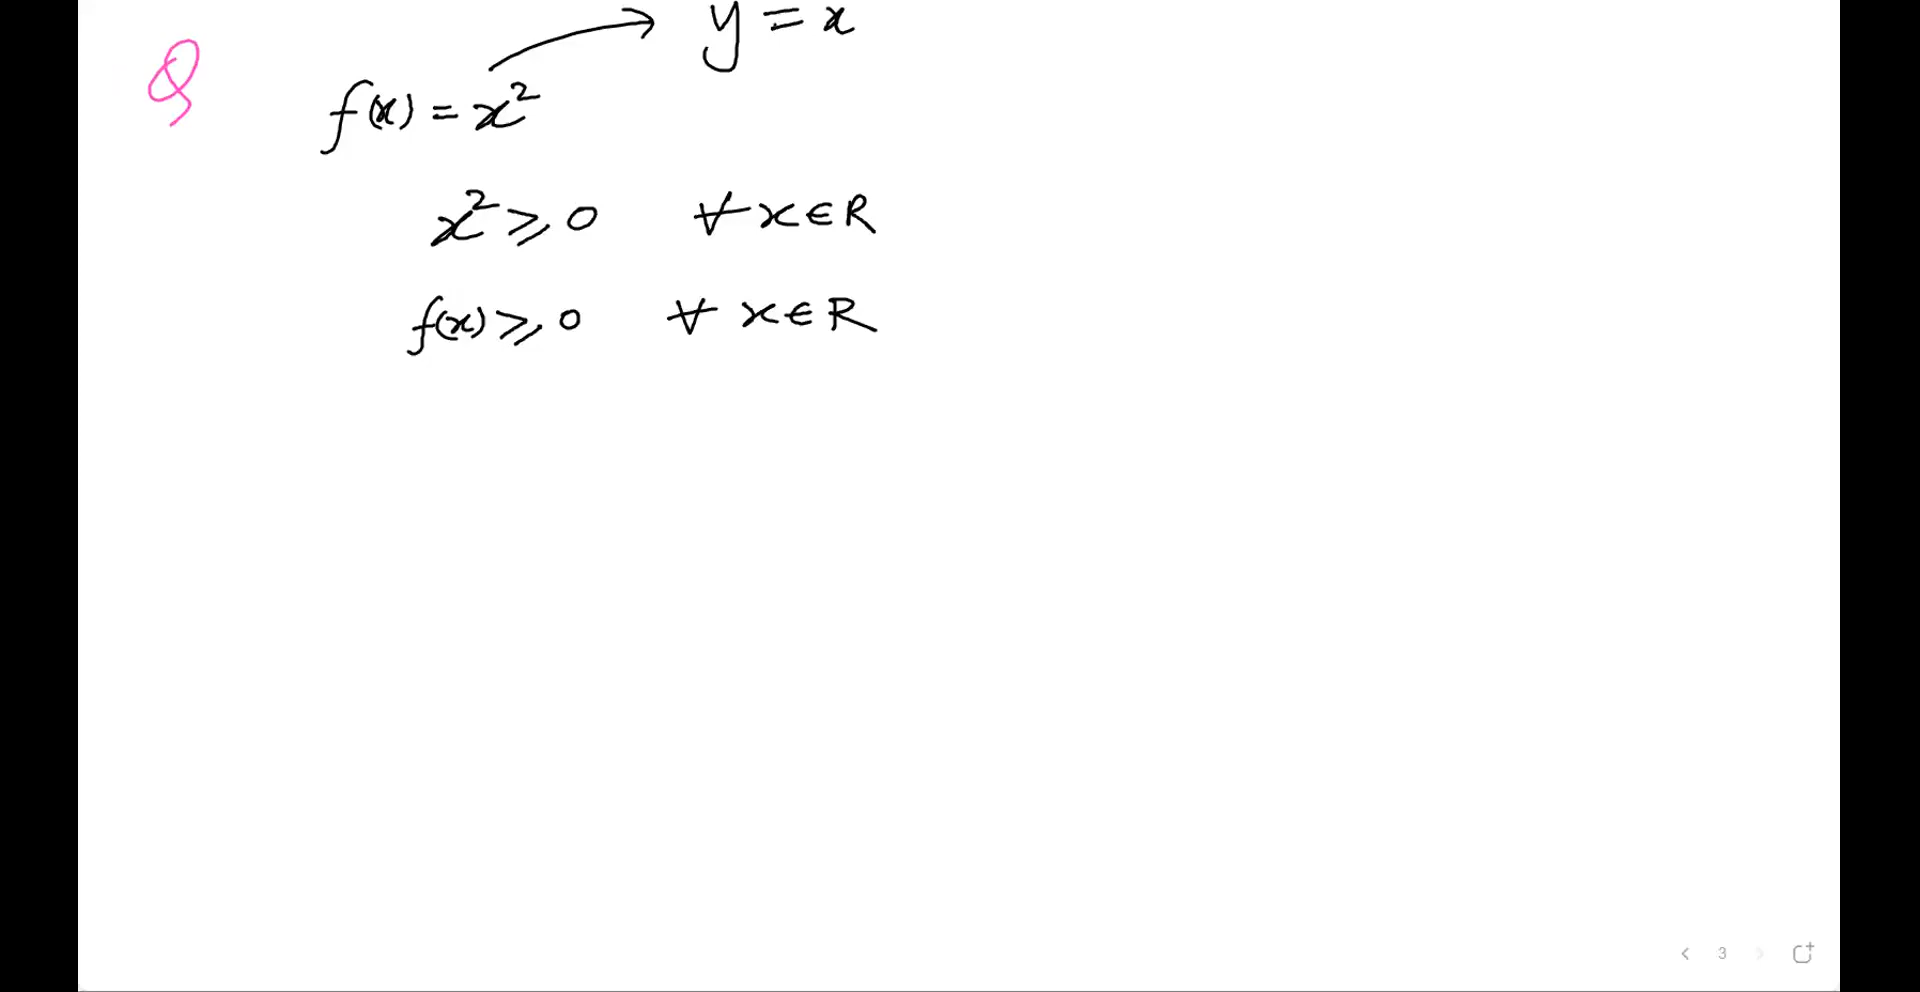 y = x
Q
f(x) = x²
x² ⩾ 0 ∀ x ∈ R
f(x) ⩾ 0 ∀ x ∈ R
3